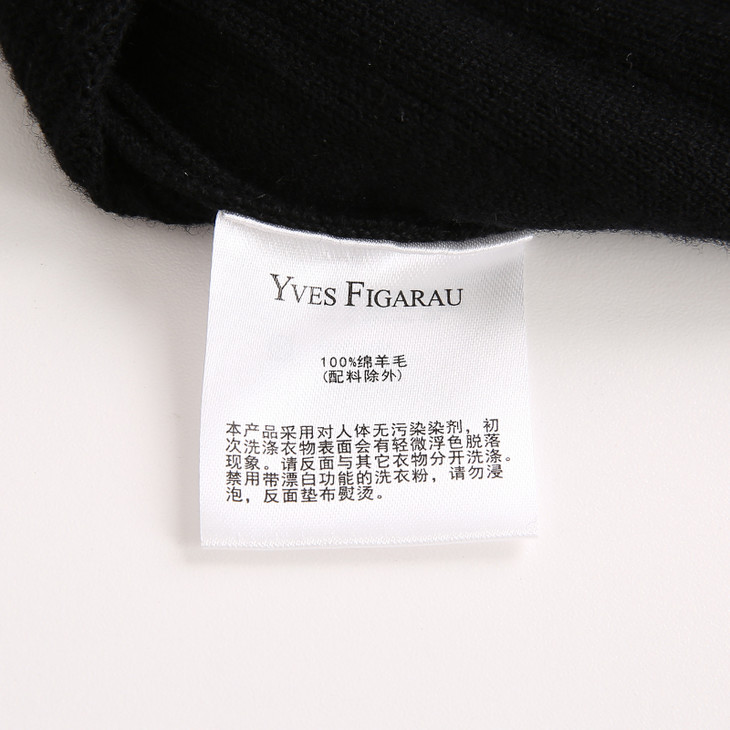 YVES FIGARAU
100%绵羊毛
(配料除外)
本产品采用对人体无污染染剂，初
次洗涤衣物表面会有轻微浮色脱落
现象。请反面与其它衣物分开洗涤。
禁用带漂白功能的洗衣粉，请勿浸
泡，反面垫布熨烫。